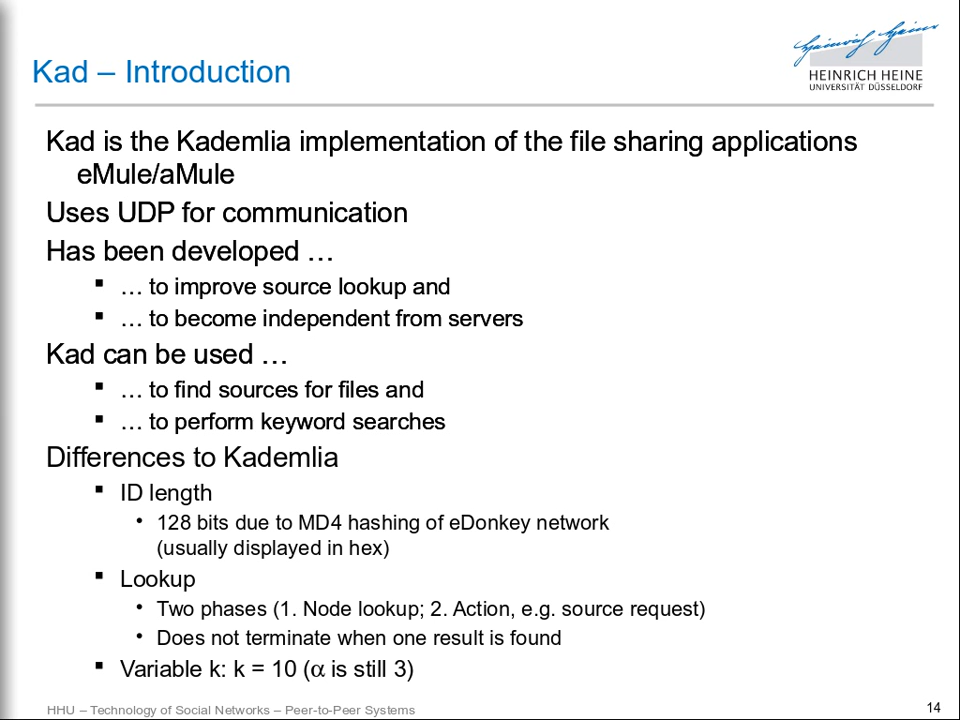 Kad – Introduction
Heinrich Heine
HEINRICH HEINE
UNIVERSITÄT DÜSSELDORF
Kad is the Kademlia implementation of the file sharing applications
eMule/aMule
Uses UDP for communication
Has been developed …
▪ … to improve source lookup and
▪ … to become independent from servers
Kad can be used …
▪ … to find sources for files and
▪ … to perform keyword searches
Differences to Kademlia
▪ ID length
• 128 bits due to MD4 hashing of eDonkey network
(usually displayed in hex)
▪ Lookup
• Two phases (1. Node lookup; 2. Action, e.g. source request)
• Does not terminate when one result is found
▪ Variable k: k = 10 (α is still 3)
HHU – Technology of Social Networks – Peer-to-Peer Systems
14